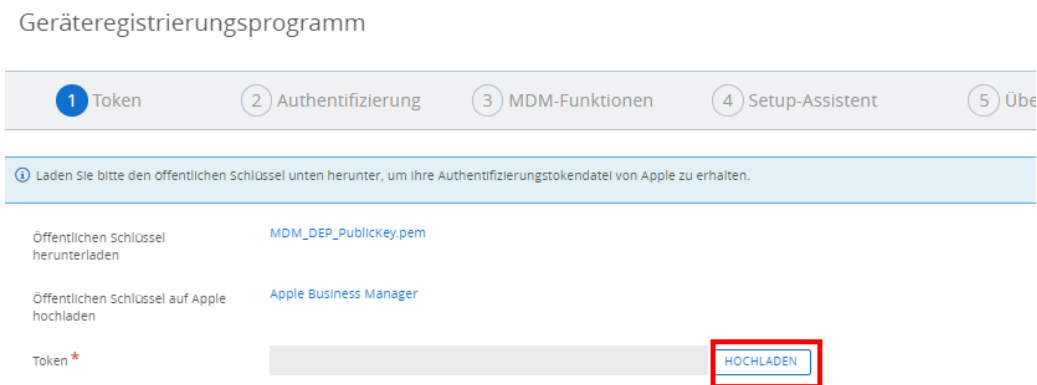 Geräteregistrierungsprogramm
1 Token 2 Authentifizierung 3 MDM-Funktionen 4 Setup-Assistent 5 Übe
Laden Sie bitte den öffentlichen Schlüssel unten herunter, um Ihre Authentifizierungstokendatei von Apple zu erhalten.
Öffentlichen Schlüssel herunterladen MDM_DEP_PublicKey.pem
Öffentlichen Schlüssel auf Apple hochladen Apple Business Manager
Token * HOCHLADEN